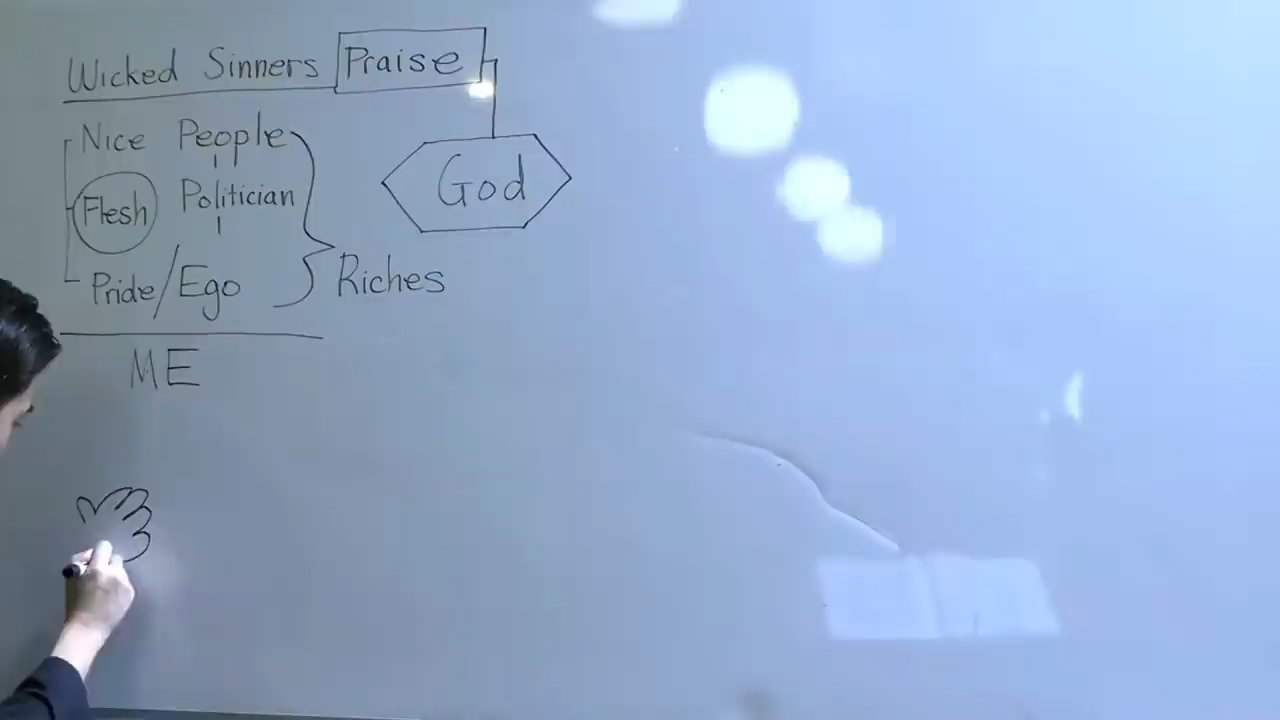 Wicked Sinners Praise
God
Nice People
Flesh Politician
Pride/Ego
Riches
ME